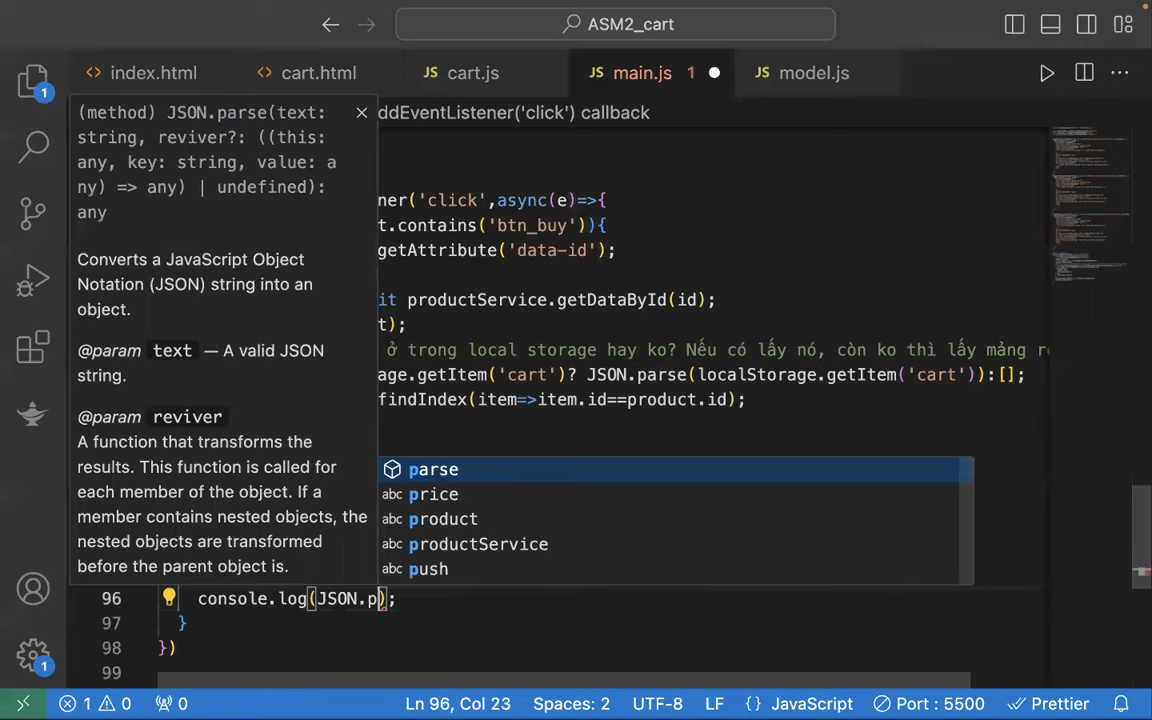 ASM2_cart
index.html
cart.html
JS cart.js
JS main.js 1
JS model.js
1
(method) JSON.parse(text:
string, reviver?: ((this:
any, key: string, value: a
ny) => any) | undefined):
any
Converts a JavaScript Object
Notation (JSON) string into an
object.
@param text — A valid JSON
string.
@param reviver
A function that transforms the
results. This function is called for
each member of the object. If a
member contains nested objects, the
nested objects are transformed
before the parent object is.
ddEventListener('click') callback
ner('click',async(e)=>{
t.contains('btn_buy')){
getAttribute('data-id');
it productService.getDataById(id);
t);
ở trong local storage hay ko? Nếu có lấy nó, còn ko thì lấy mảng r
age.getItem('cart')? JSON.parse(localStorage.getItem('cart')):[];
findIndex(item=>item.id==product.id);
parse
abc price
abc product
abc productService
abc push
96 console.log(JSON.p);
97 }
98 })
99
1
1 0 0
Ln 96, Col 23 Spaces: 2 UTF-8 LF {} JavaScript Port : 5500 Prettier